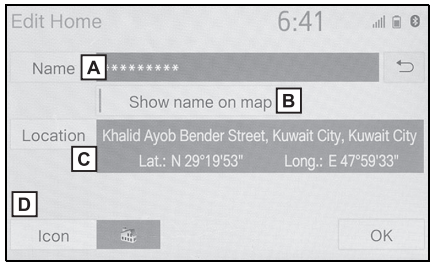 Edit Home 6:41
Name A *********
Show name on map B
Location Khalid Ayob Bender Street, Kuwait City, Kuwait City
C Lat.: N 29°19'53" Long.: E 47°59'33"
D
Icon OK